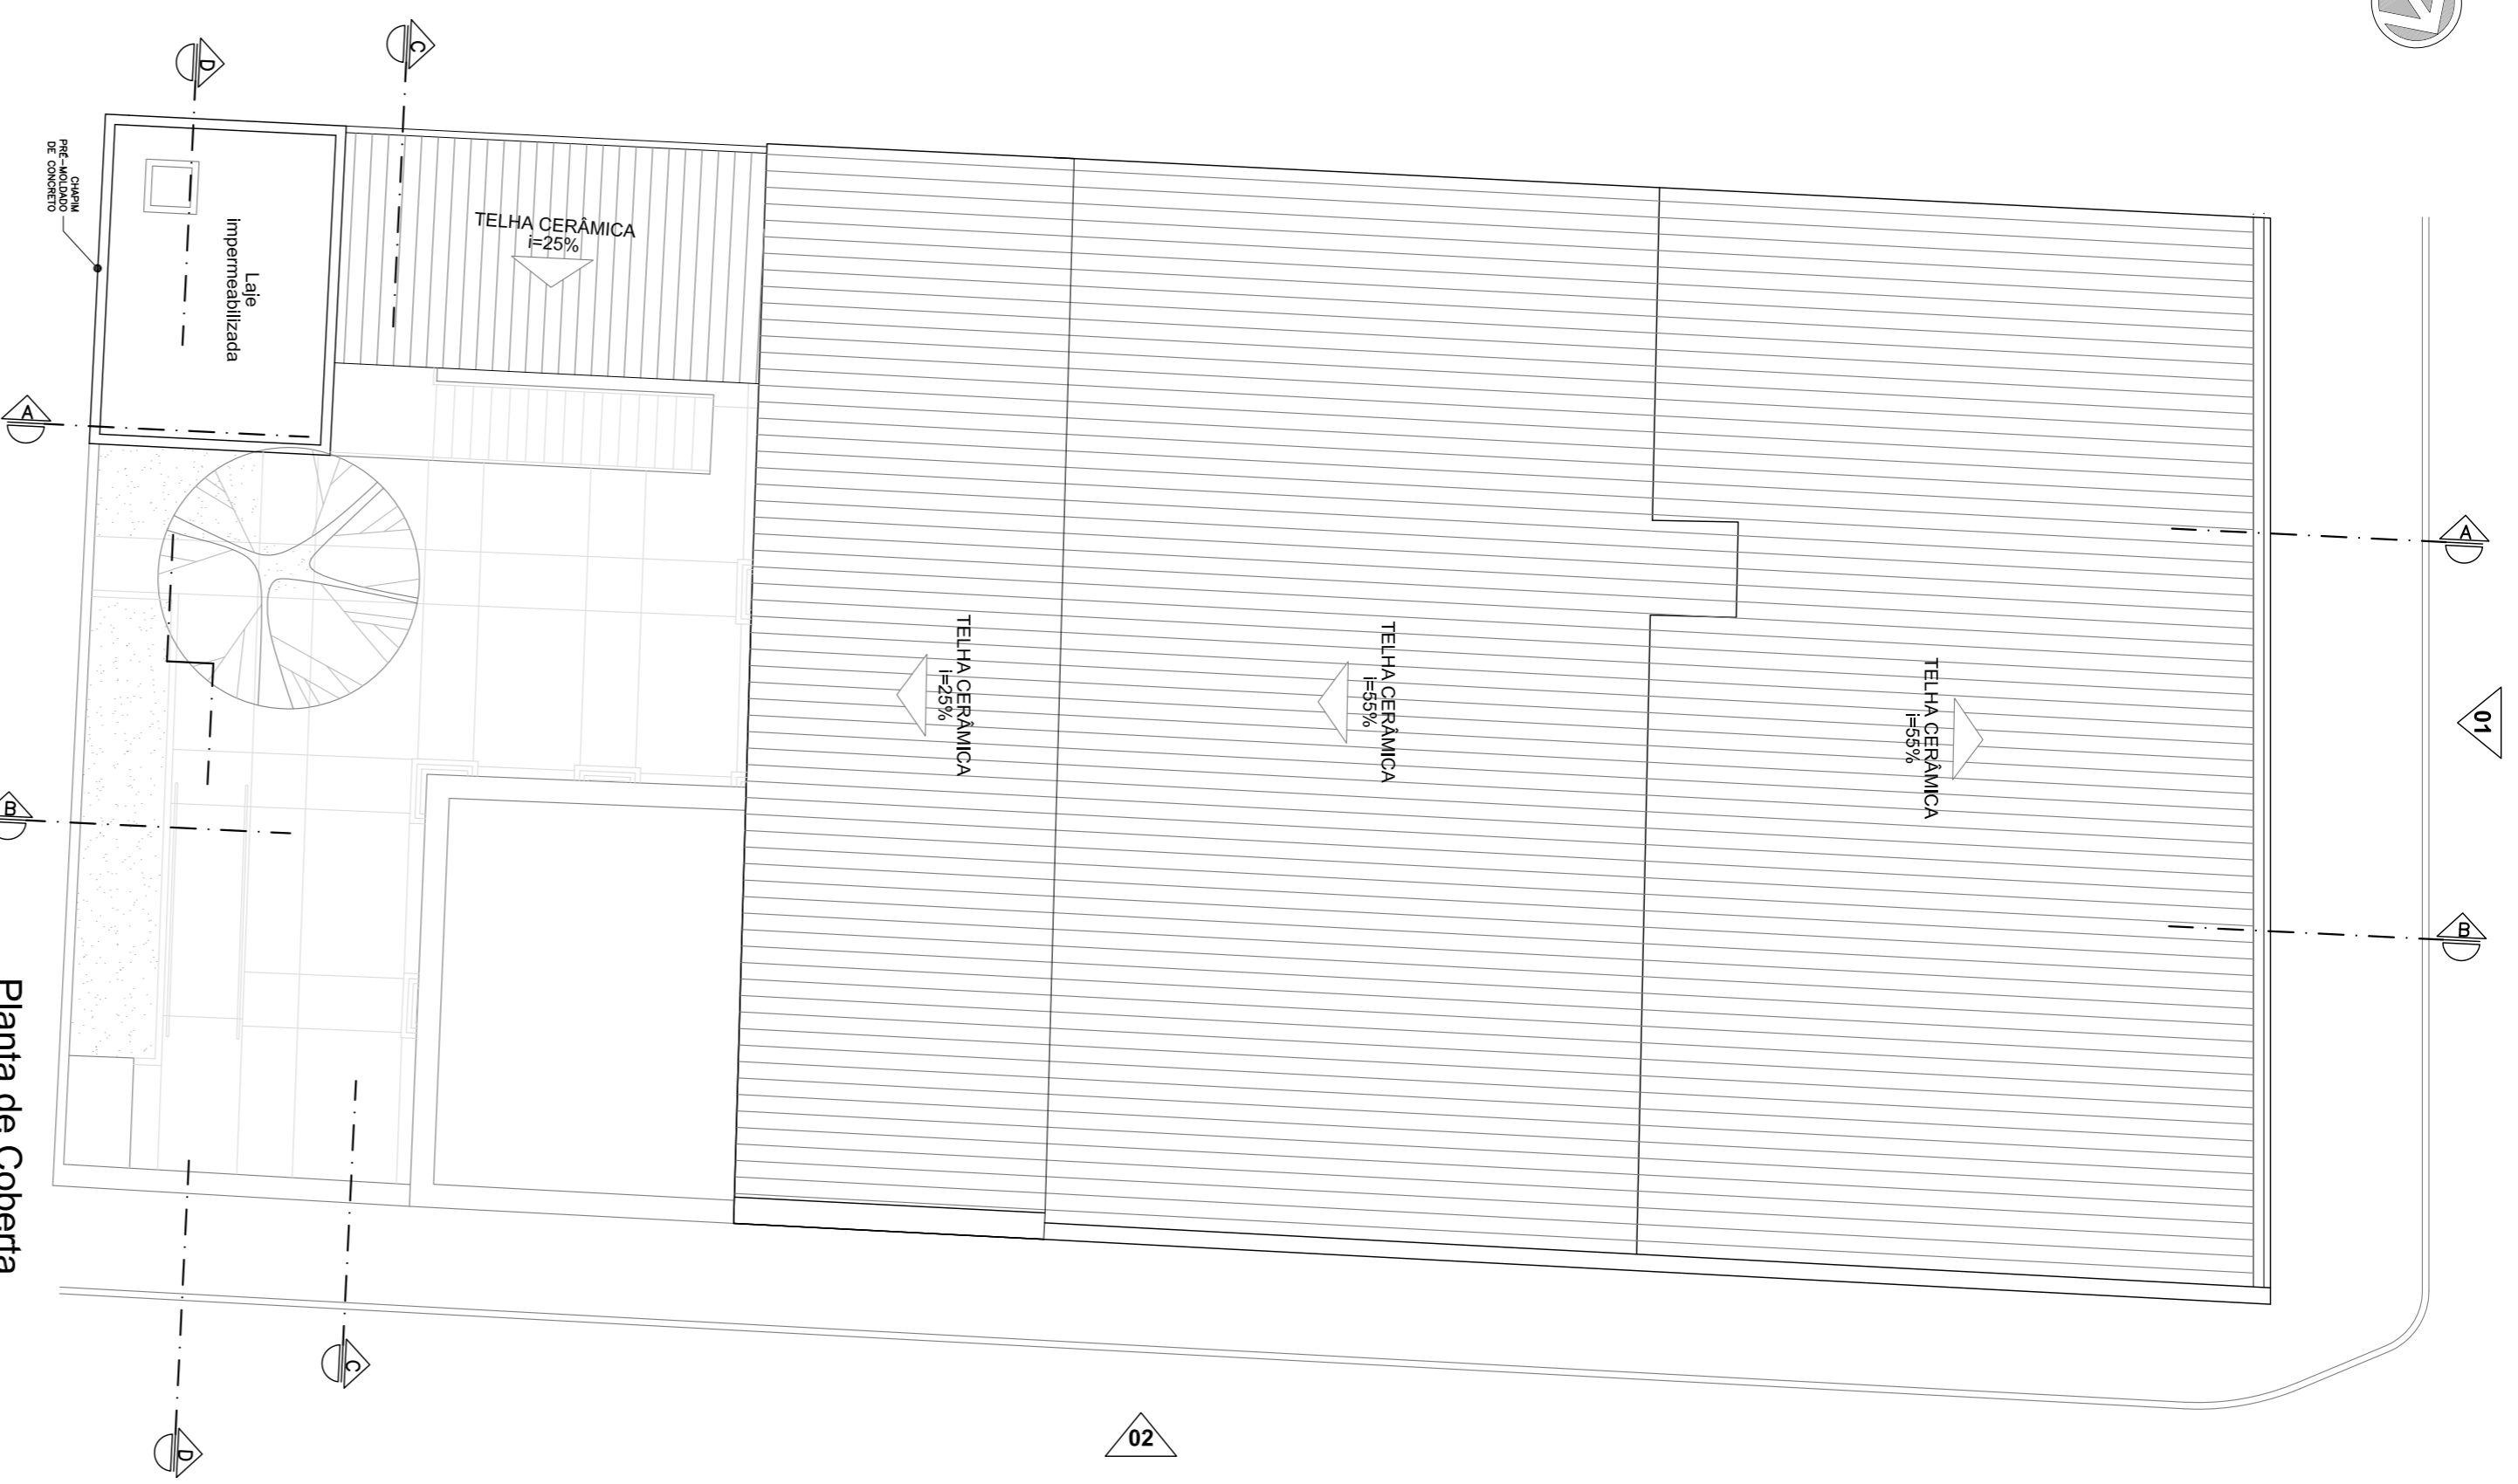 D
C
CHAPIM
PRÉ-MOLDADO
DE CONCRETO
Laje
impermeabilizada
TELHA CERÂMICA
i=25%
A
A
TELHA CERÂMICA
i=25%
TELHA CERÂMICA
i=55%
TELHA CERÂMICA
i=55%
01
B
B
Planta de Coberta
C
D
02